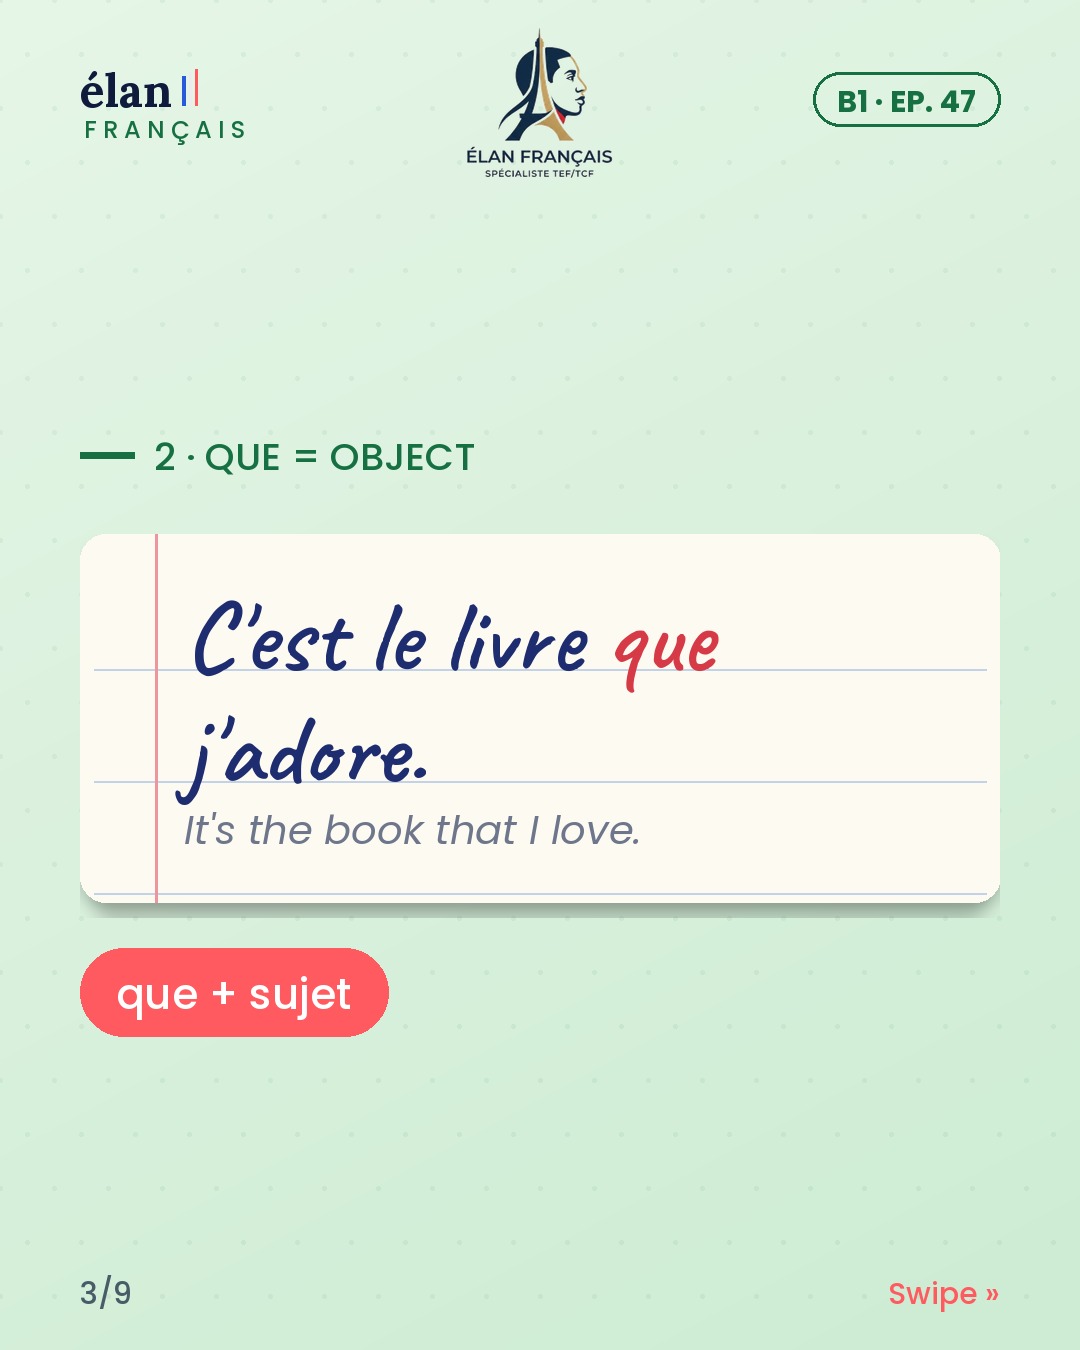 élan
FRANÇAIS
ÉLAN FRANÇAIS
SPÉCIALISTE TEF/TCF
B1 · EP. 47
2 · QUE = OBJECT
C'est le livre que
j'adore.
It's the book that I love.
que + sujet
3/9
Swipe »